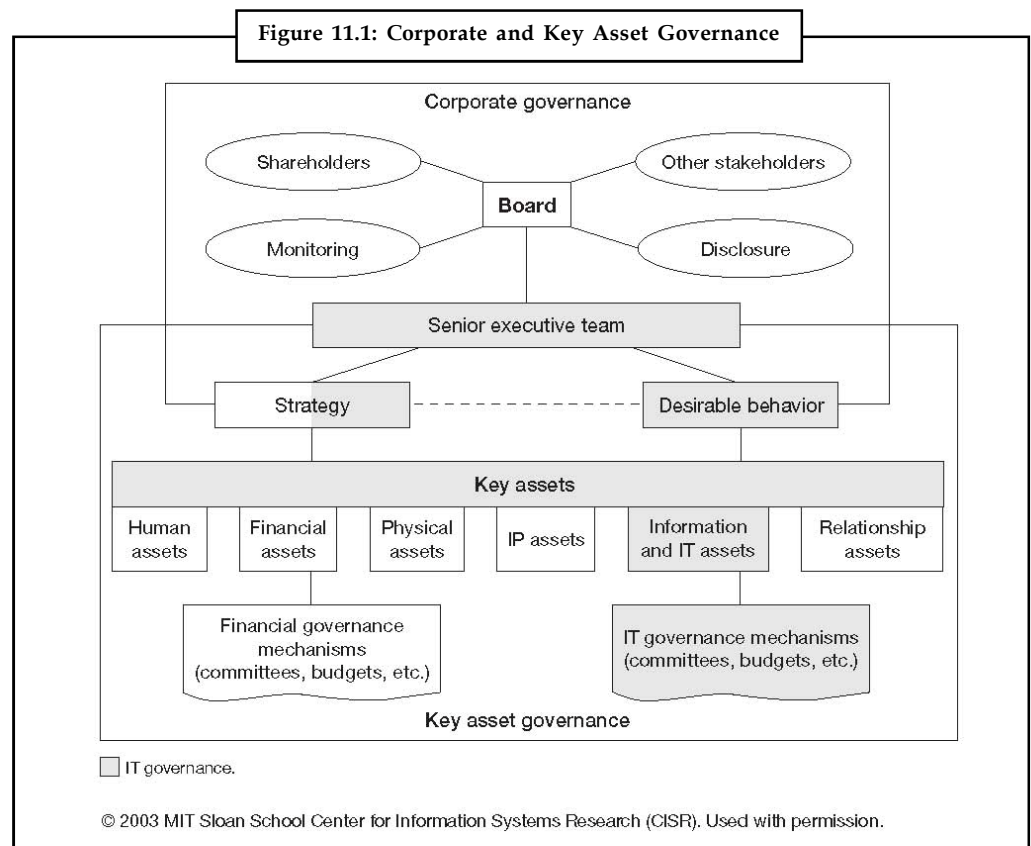 Figure 11.1: Corporate and Key Asset Governance
Corporate governance
Shareholders
Other stakeholders
Board
Monitoring
Disclosure
Senior executive team
Strategy
Desirable behavior
Key assets
Human
assets
Financial
assets
Physical
assets
IP assets
Information
and IT assets
Relationship
assets
Financial governance
mechanisms
(committees, budgets, etc.)
IT governance mechanisms
(committees, budgets, etc.)
Key asset governance
IT governance.
© 2003 MIT Sloan School Center for Information Systems Research (CISR). Used with permission.